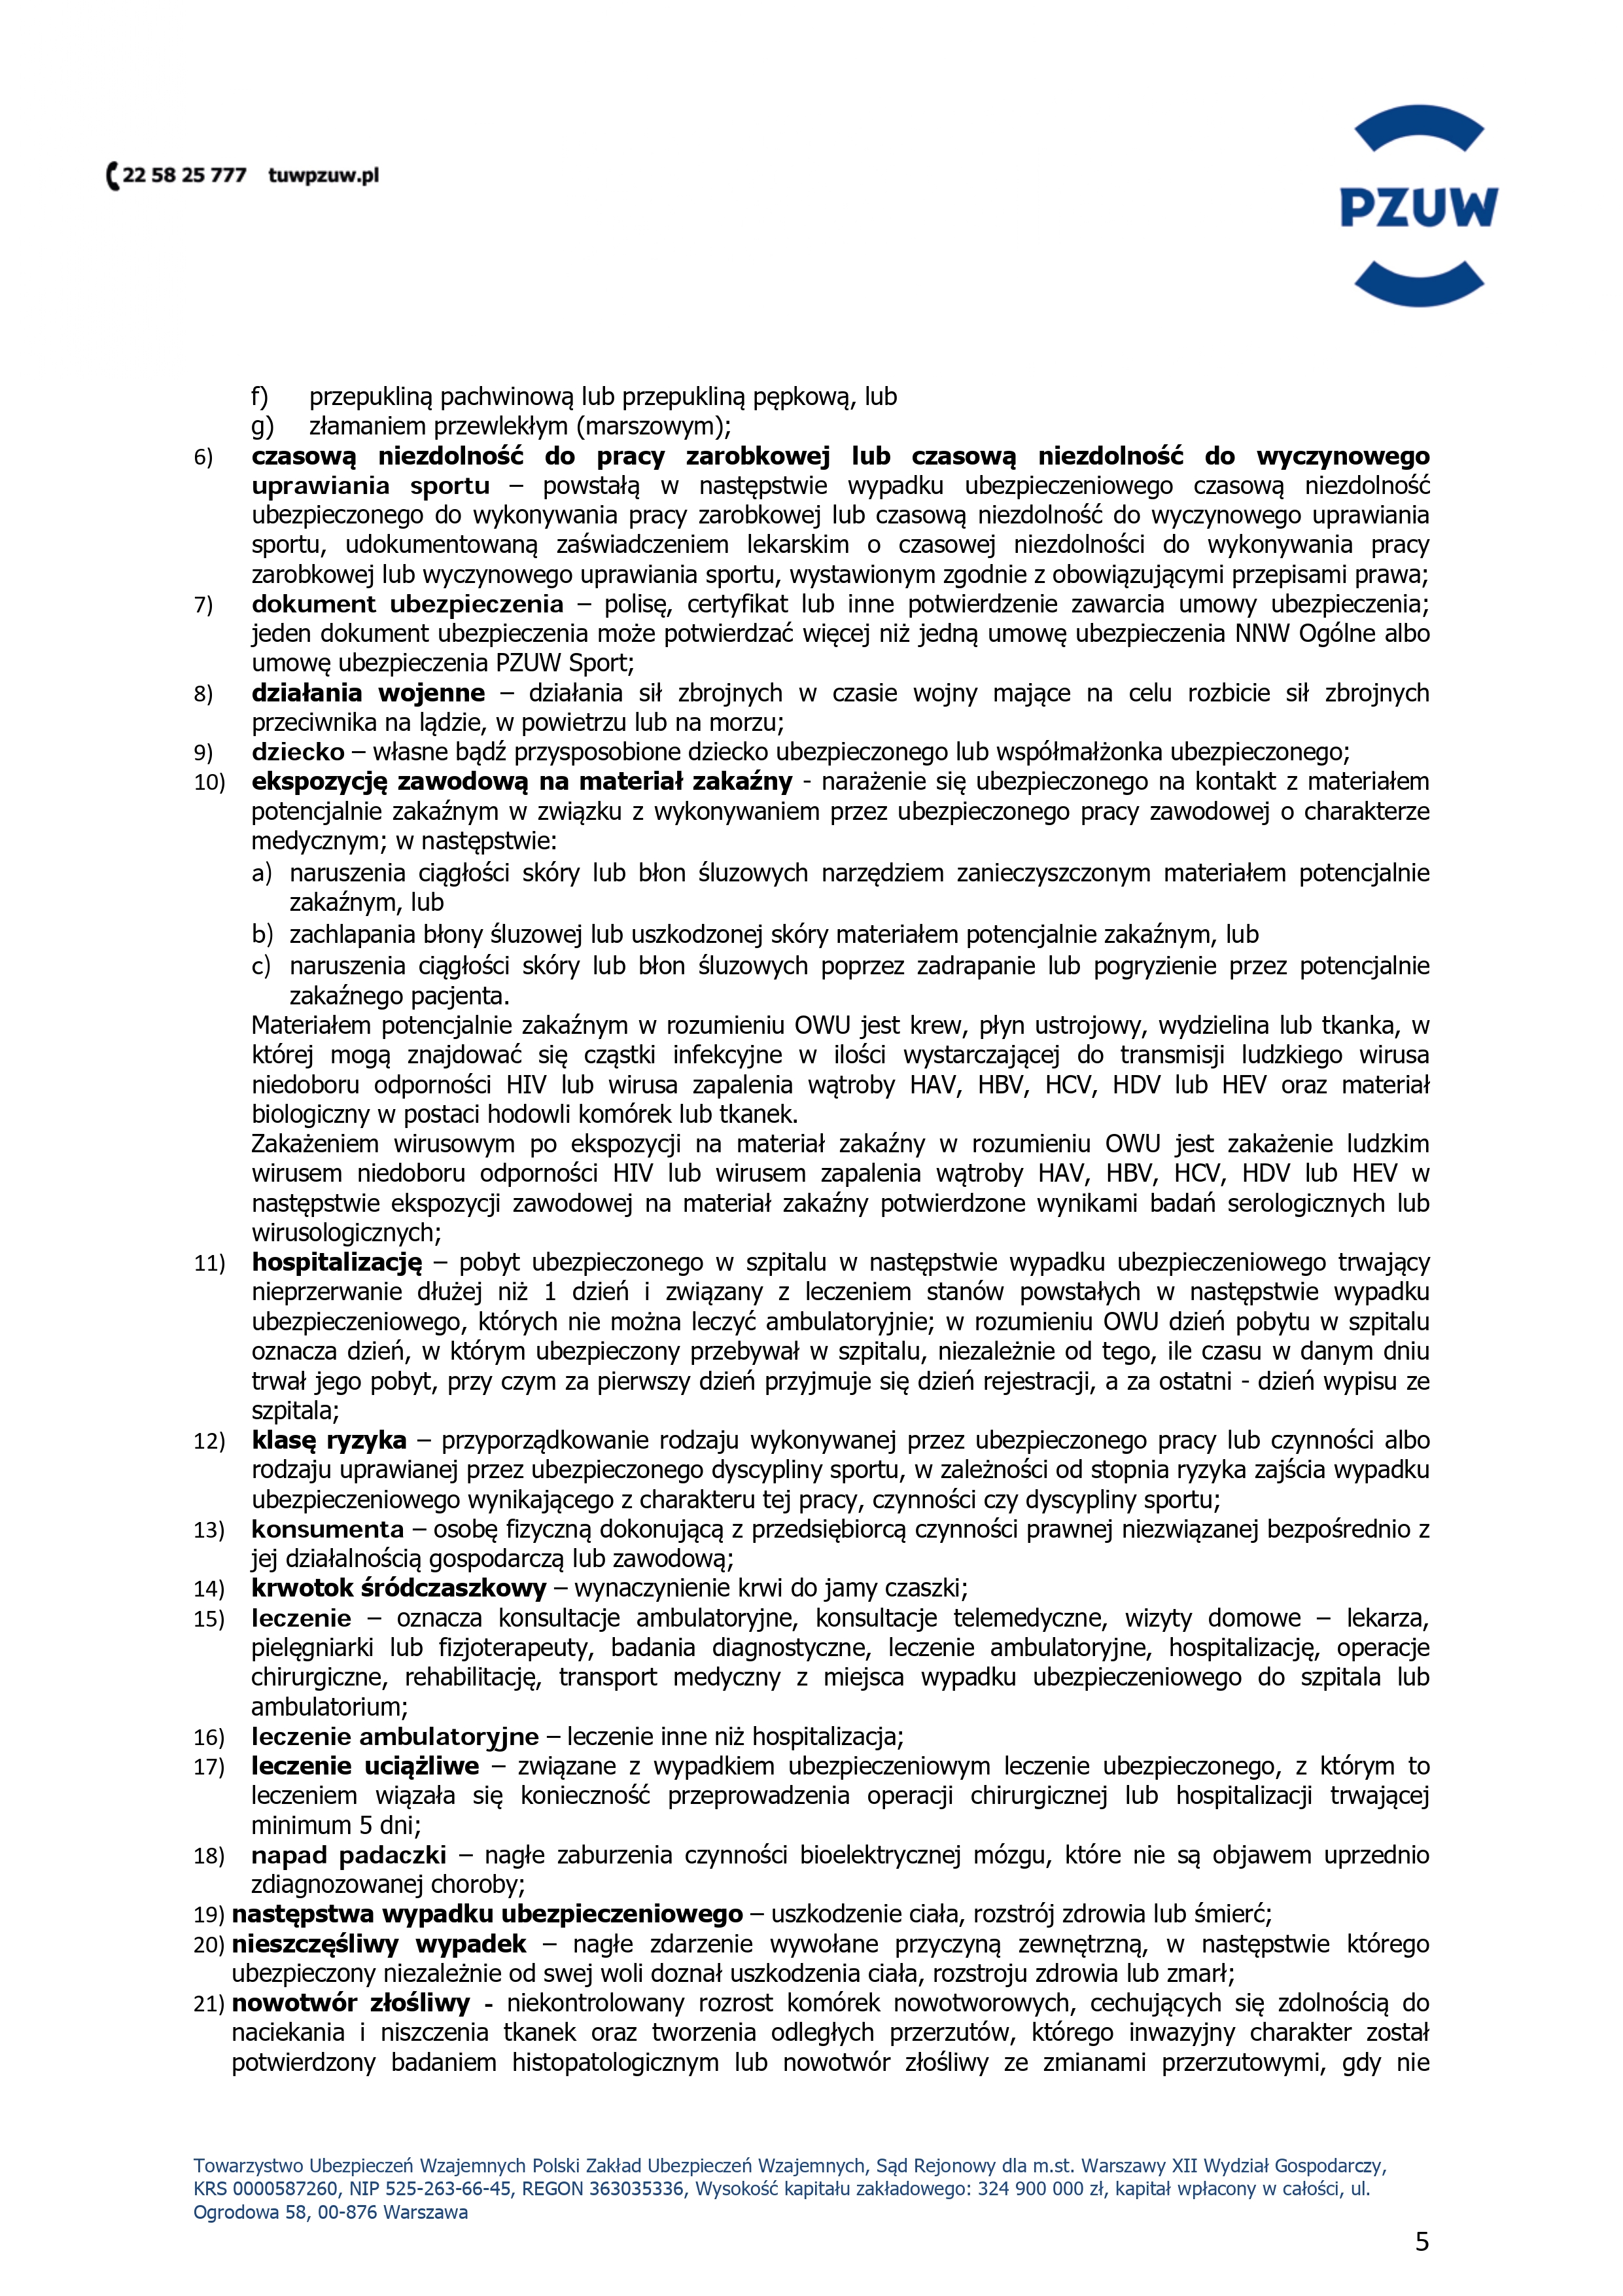 22 58 25 777 tuwpzuw.pl
PZUW
f) przepukliną pachwinową lub przepukliną pępkową, lub
g) złamaniem przewlekłym (marszowym);
6) czasową niezdolność do pracy zarobkowej lub czasową niezdolność do wyczynowego
uprawiania sportu – powstałą w następstwie wypadku ubezpieczeniowego czasową niezdolność
ubezpieczonego do wykonywania pracy zarobkowej lub czasową niezdolność do wyczynowego uprawiania
sportu, udokumentowaną zaświadczeniem lekarskim o czasowej niezdolności do wykonywania pracy
zarobkowej lub wyczynowego uprawiania sportu, wystawionym zgodnie z obowiązującymi przepisami prawa;
7) dokument ubezpieczenia – polisę, certyfikat lub inne potwierdzenie zawarcia umowy ubezpieczenia;
jeden dokument ubezpieczenia może potwierdzać więcej niż jedną umowę ubezpieczenia NNW Ogólne albo
umowę ubezpieczenia PZUW Sport;
8) działania wojenne – działania sił zbrojnych w czasie wojny mające na celu rozbicie sił zbrojnych
przeciwnika na lądzie, w powietrzu lub na morzu;
9) dziecko – własne bądź przysposobione dziecko ubezpieczonego lub współmałżonka ubezpieczonego;
10) ekspozycję zawodową na materiał zakaźny - narażenie się ubezpieczonego na kontakt z materiałem
potencjalnie zakaźnym w związku z wykonywaniem przez ubezpieczonego pracy zawodowej o charakterze
medycznym; w następstwie:
a) naruszenia ciągłości skóry lub błon śluzowych narzędziem zanieczyszczonym materiałem potencjalnie
zakaźnym, lub
b) zachlapania błony śluzowej lub uszkodzonej skóry materiałem potencjalnie zakaźnym, lub
c) naruszenia ciągłości skóry lub błon śluzowych poprzez zadrapanie lub pogryzienie przez potencjalnie
zakaźnego pacjenta.
Materiałem potencjalnie zakaźnym w rozumieniu OWU jest krew, płyn ustrojowy, wydzielina lub tkanka, w
której mogą znajdować się cząstki infekcyjne w ilości wystarczającej do transmisji ludzkiego wirusa
niedoboru odporności HIV lub wirusa zapalenia wątroby HAV, HBV, HCV, HDV lub HEV oraz materiał
biologiczny w postaci hodowli komórek lub tkanek.
Zakażeniem wirusowym po ekspozycji na materiał zakaźny w rozumieniu OWU jest zakażenie ludzkim
wirusem niedoboru odporności HIV lub wirusem zapalenia wątroby HAV, HBV, HCV, HDV lub HEV w
następstwie ekspozycji zawodowej na materiał zakaźny potwierdzone wynikami badań serologicznych lub
wirusologicznych;
11) hospitalizację – pobyt ubezpieczonego w szpitalu w następstwie wypadku ubezpieczeniowego trwający
nieprzerwanie dłużej niż 1 dzień i związany z leczeniem stanów powstałych w następstwie wypadku
ubezpieczeniowego, których nie można leczyć ambulatoryjnie; w rozumieniu OWU dzień pobytu w szpitalu
oznacza dzień, w którym ubezpieczony przebywał w szpitalu, niezależnie od tego, ile czasu w danym dniu
trwał jego pobyt, przy czym za pierwszy dzień przyjmuje się dzień rejestracji, a za ostatni - dzień wypisu ze
szpitala;
12) klasę ryzyka – przyporządkowanie rodzaju wykonywanej przez ubezpieczonego pracy lub czynności albo
rodzaju uprawianej przez ubezpieczonego dyscypliny sportu, w zależności od stopnia ryzyka zajścia wypadku
ubezpieczeniowego wynikającego z charakteru tej pracy, czynności czy dyscypliny sportu;
13) konsumenta – osobę fizyczną dokonującą z przedsiębiorcą czynności prawnej niezwiązanej bezpośrednio z
jej działalnością gospodarczą lub zawodową;
14) krwotok śródczaszkowy – wynaczynienie krwi do jamy czaszki;
15) leczenie – oznacza konsultacje ambulatoryjne, konsultacje telemedyczne, wizyty domowe – lekarza,
pielęgniarki lub fizjoterapeuty, badania diagnostyczne, leczenie ambulatoryjne, hospitalizację, operacje
chirurgiczne, rehabilitację, transport medyczny z miejsca wypadku ubezpieczeniowego do szpitala lub
ambulatorium;
16) leczenie ambulatoryjne – leczenie inne niż hospitalizacja;
17) leczenie uciążliwe – związane z wypadkiem ubezpieczeniowym leczenie ubezpieczonego, z którym to
leczeniem wiązała się konieczność przeprowadzenia operacji chirurgicznej lub hospitalizacji trwającej
minimum 5 dni;
18) napad padaczki – nagłe zaburzenia czynności bioelektrycznej mózgu, które nie są objawem uprzednio
zdiagnozowanej choroby;
19) następstwa wypadku ubezpieczeniowego – uszkodzenie ciała, rozstrój zdrowia lub śmierć;
20) nieszczęśliwy wypadek – nagłe zdarzenie wywołane przyczyną zewnętrzną, w następstwie którego
ubezpieczony niezależnie od swej woli doznał uszkodzenia ciała, rozstroju zdrowia lub zmarł;
21) nowotwór złośliwy - niekontrolowany rozrost komórek nowotworowych, cechujących się zdolnością do
naciekania i niszczenia tkanek oraz tworzenia odległych przerzutów, którego inwazyjny charakter został
potwierdzony badaniem histopatologicznym lub nowotwór złośliwy ze zmianami przerzutowymi, gdy nie
Towarzystwo Ubezpieczeń Wzajemnych Polski Zakład Ubezpieczeń Wzajemnych, Sąd Rejonowy dla m.st. Warszawy XII Wydział Gospodarczy,
KRS 0000587260, NIP 525-263-66-45, REGON 363035336, Wysokość kapitału zakładowego: 324 900 000 zł, kapitał wpłacony w całości, ul.
Ogrodowa 58, 00-876 Warszawa
5